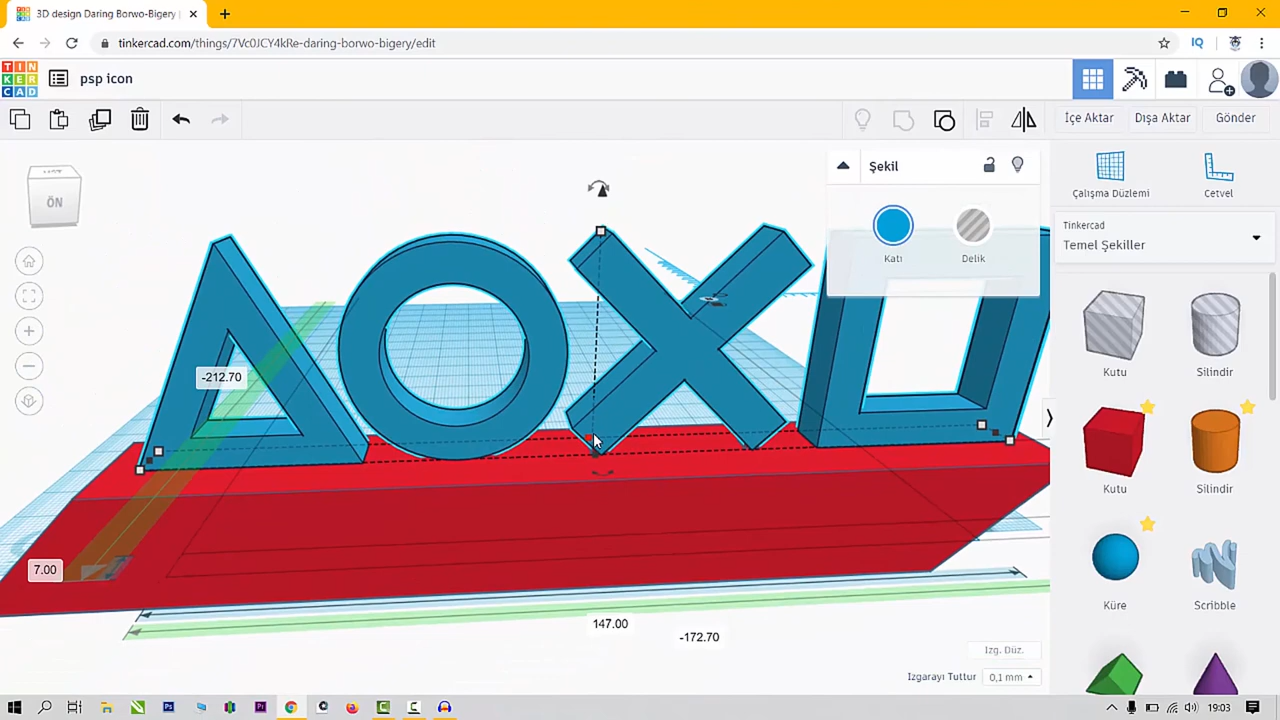 3D design Daring Borwo-Bigery |
tinkercad.com/things/7Vc0JCY4kRe-daring-borwo-bigery/edit
IQ
TIN
KER
CAD
psp icon
İçe Aktar
Dışa Aktar
Gönder
ÖN
Şekil
Katı
Delik
Çalışma Düzlemi
Cetvel
Tinkercad
Temel Şekiller
Kutu
Silindir
Kutu
Silindir
Küre
Scribble
-212.70
7.00
147.00
-172.70
Izg. Düz.
Izgarayı Tuttur
0,1 mm
19:03